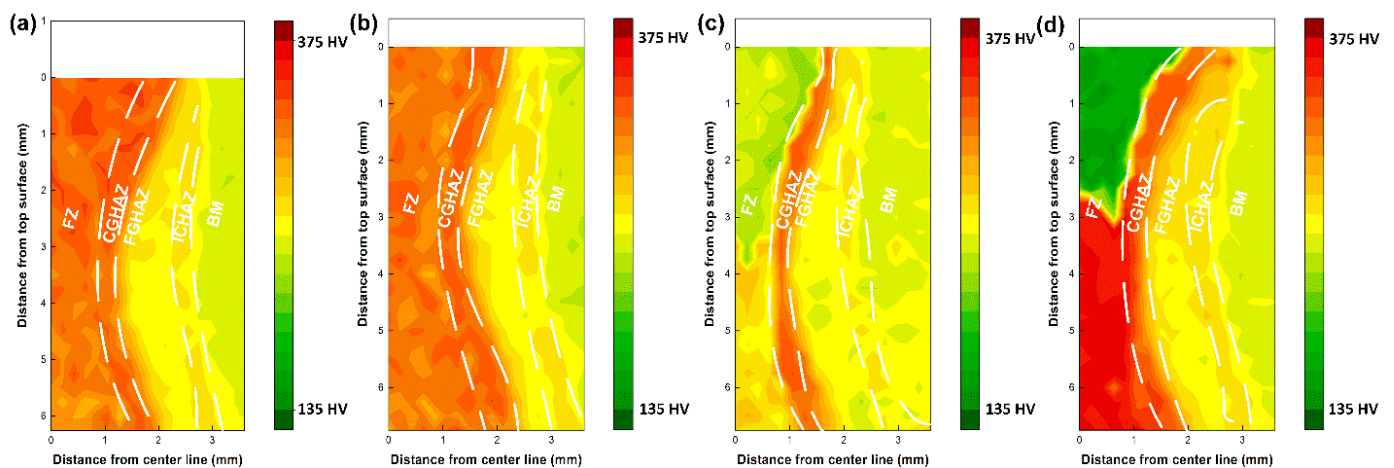 (a)
1
0
1
2
3
4
5
6
Distance from top surface (mm)
FZ
CGHAZ
FGHAZ
ICHAZ
BM
0
1
2
3
Distance from center line (mm)
375 HV
135 HV
(b)
0
1
2
3
4
5
6
Distance from top surface (mm)
FZ
CGHAZ
FGHAZ
ICHAZ
BM
0
1
2
3
Distance from center line (mm)
375 HV
135 HV
(c)
0
1
2
3
4
5
6
Distance from top surface (mm)
FZ
CGHAZ
FGHAZ
ICHAZ
BM
0
1
2
3
Distance from center line (mm)
375 HV
135 HV
(d)
0
1
2
3
4
5
6
Distance from top surface (mm)
FZ
CGHAZ
FGHAZ
ICHAZ
BM
0
1
2
3
Distance from center line (mm)
375 HV
135 HV